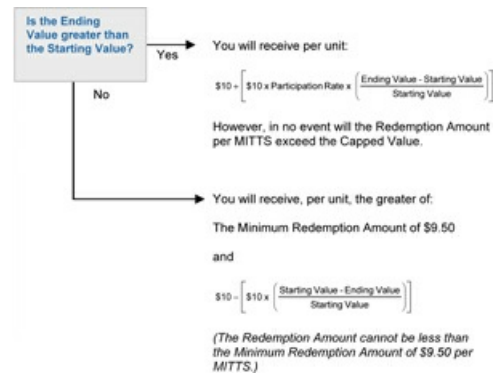 Is the Ending
Value greater than
the Starting Value?
Yes
You will receive per unit:
$10 + [ $10 x Participation Rate x ( Ending Value - Starting Value / Starting Value ) ]
However, in no event will the Redemption Amount
per MITTS exceed the Capped Value.
No
You will receive, per unit, the greater of:
The Minimum Redemption Amount of $9.50
and
$10 - [ $10 x ( Starting Value - Ending Value / Starting Value ) ]
(The Redemption Amount cannot be less than
the Minimum Redemption Amount of $9.50 per
MITTS.)